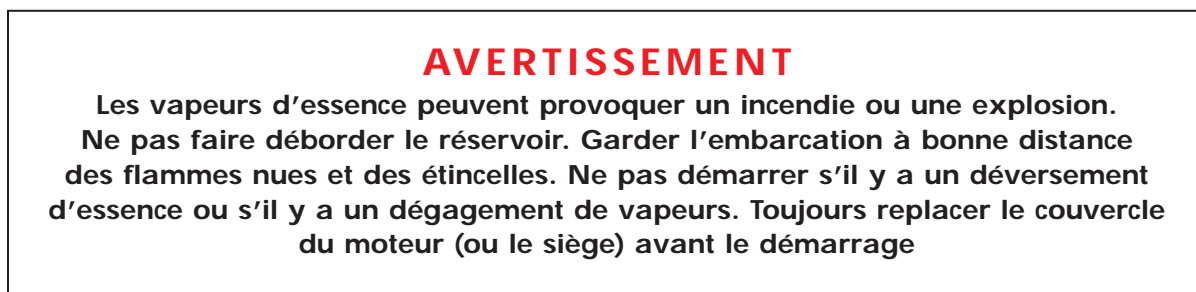 AVERTISSEMENT
Les vapeurs d’essence peuvent provoquer un incendie ou une explosion.
Ne pas faire déborder le réservoir. Garder l’embarcation à bonne distance
des flammes nues et des étincelles. Ne pas démarrer s’il y a un déversement
d’essence ou s’il y a un dégagement de vapeurs. Toujours replacer le couvercle
du moteur (ou le siège) avant le démarrage